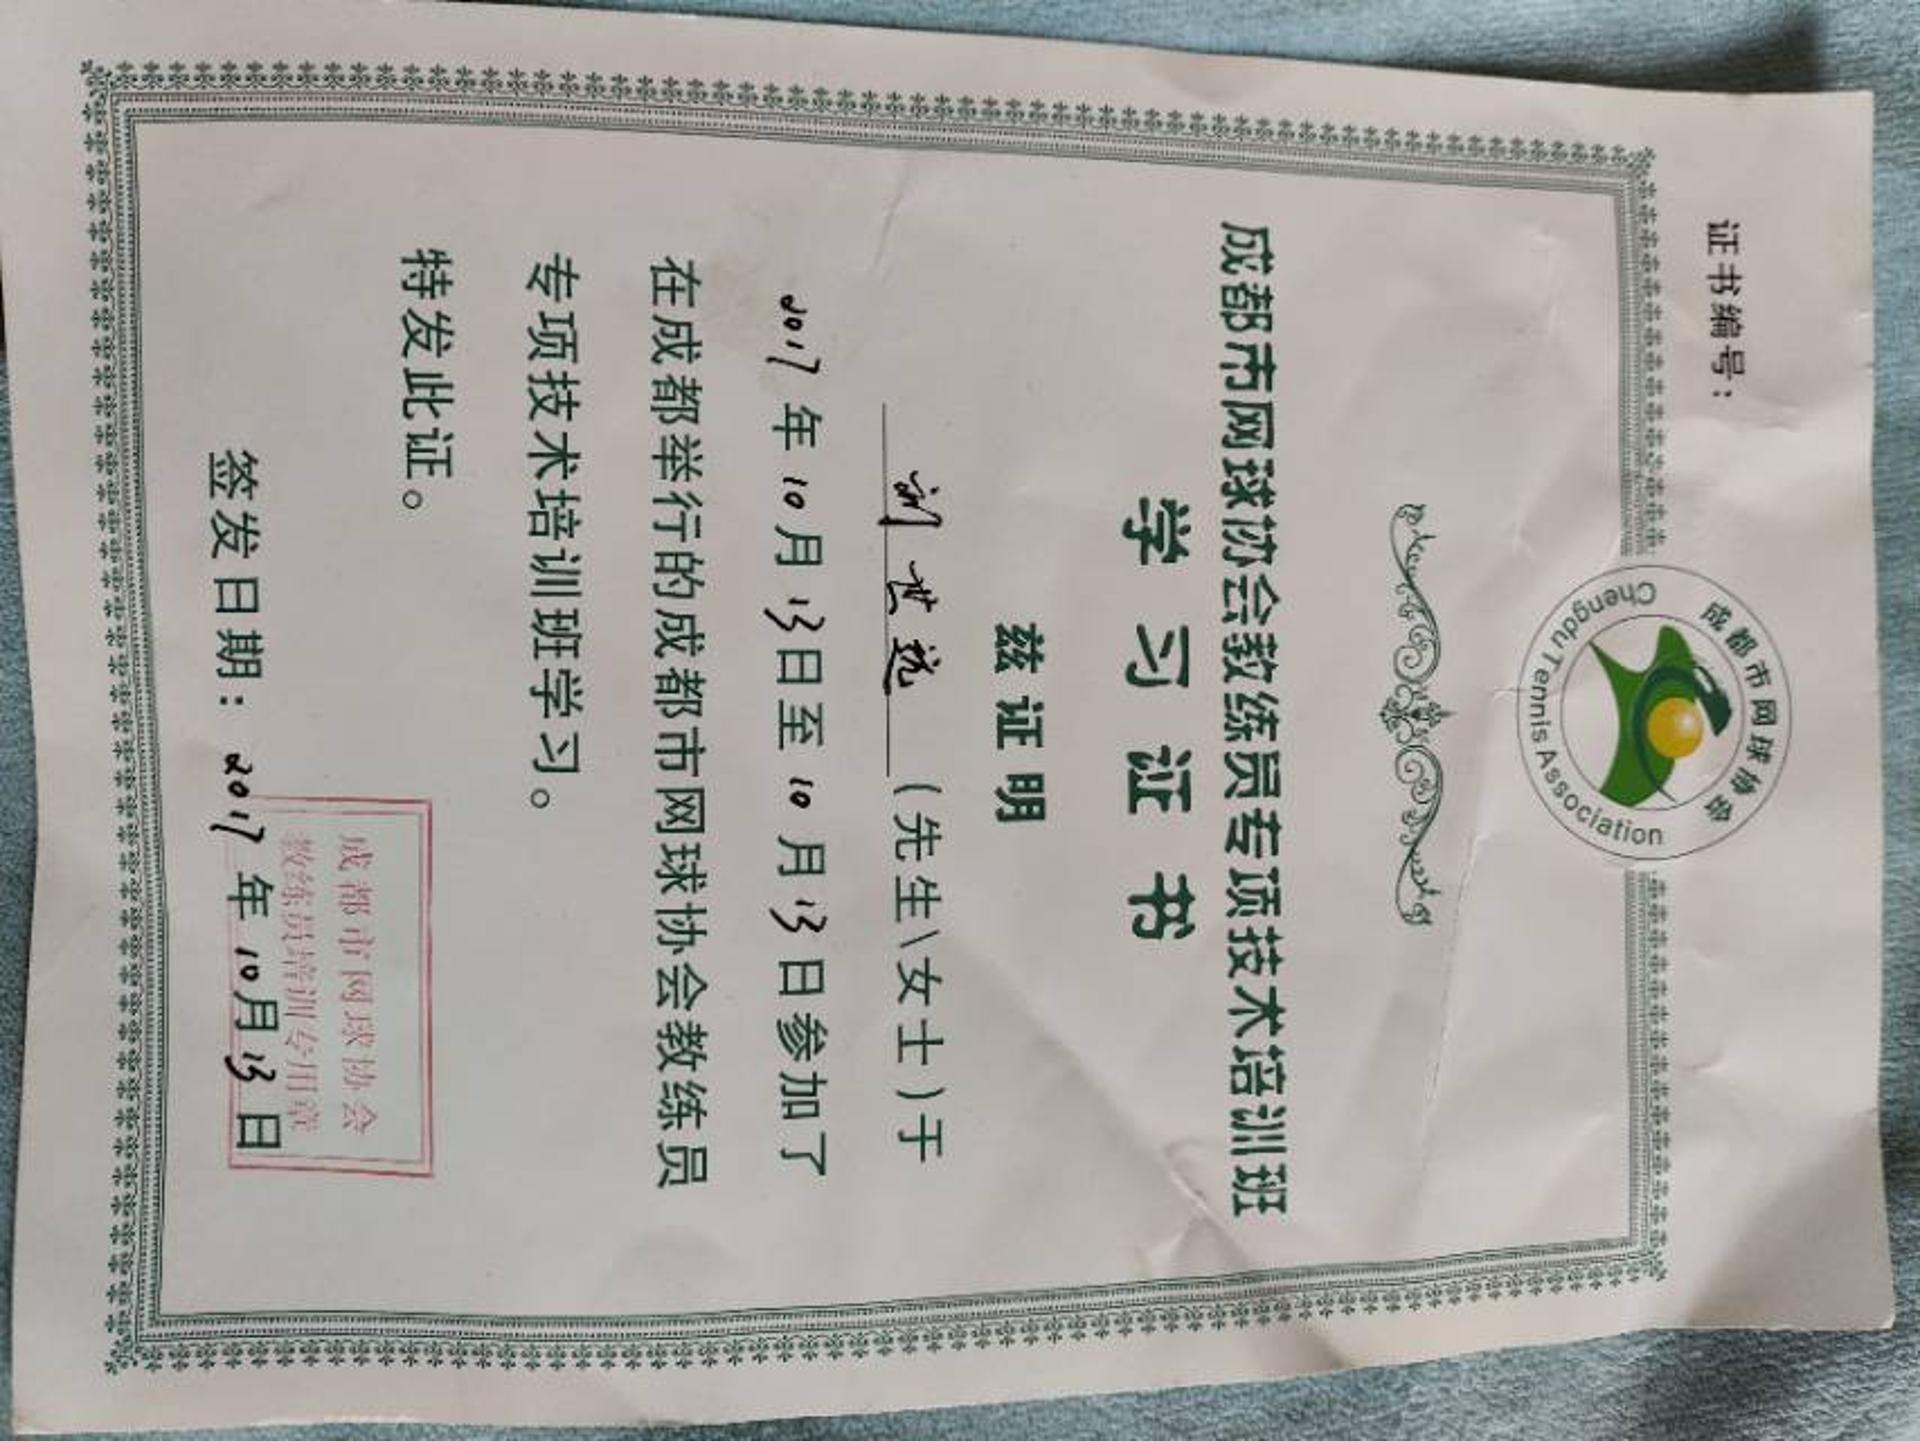 证书编号：
成都市网球协会
Chengdu Tennis Association
成都市网球协会教练员专项技术培训班
学习证书
兹证明
刘世选（先生\女士）于
2017年10月13日至10月13日参加了
在成都举行的成都市网球协会教练员
专项技术培训班学习。
特发此证。
成都市网球协会
教练员培训专用章
签发日期：2017年10月13日